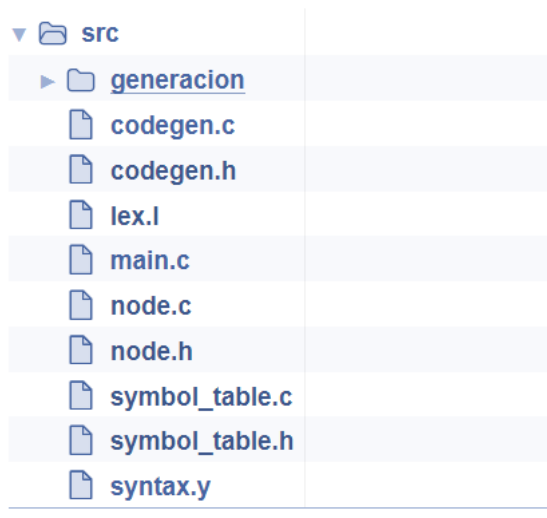 src
generacion
codegen.c
codegen.h
lex.l
main.c
node.c
node.h
symbol_table.c
symbol_table.h
syntax.y